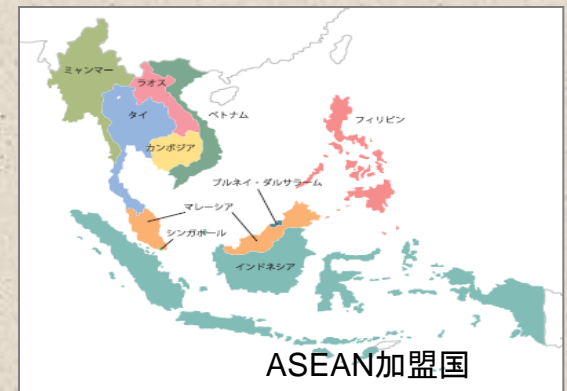 ミャンマー
ラオス
タイ
ベトナム
カンボジア
フィリピン
ブルネイ・ダルサラーム
マレーシア
シンガポール
インドネシア
ASEAN加盟国